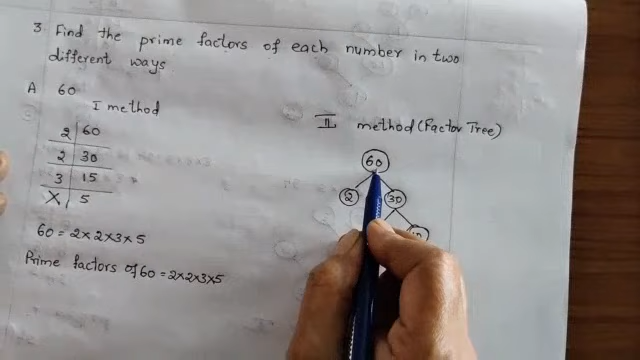 3. Find the prime factors of each number in two
different ways
A 60
I method
2 60
2 30
3 15
X 5
60 = 2×2×3×5
Prime factors of 60 = 2×2×3×5
II method (Factor Tree)
60
2 30